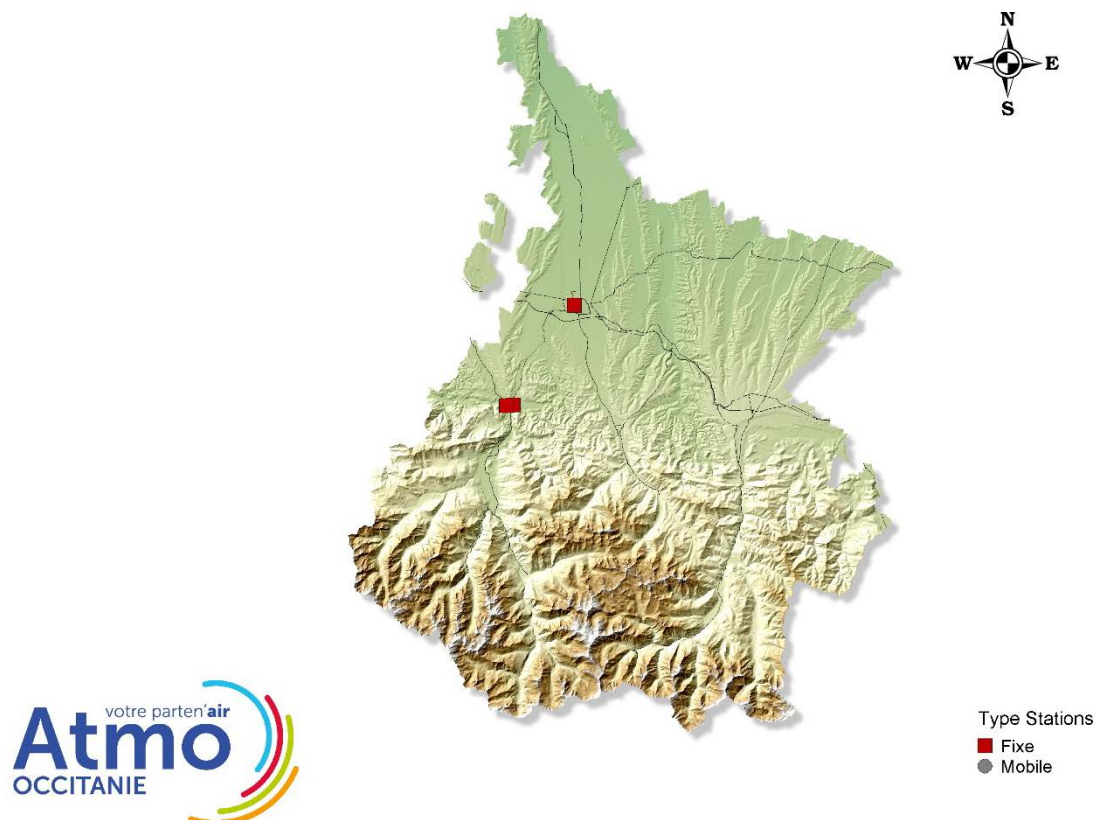 N
W E
S
votre parten'air
Atmo
OCCITANIE
Type Stations
Fixe
Mobile